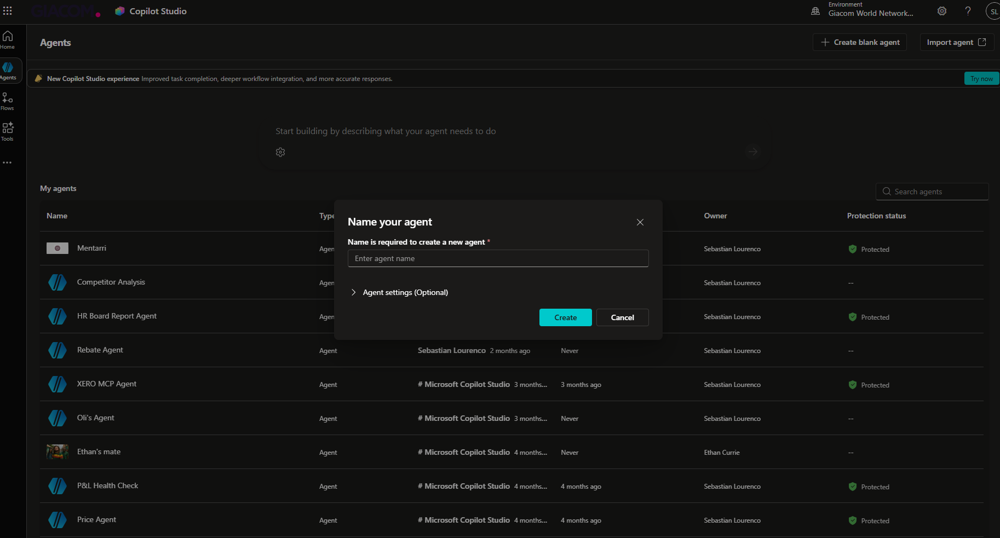 GIACOM
Copilot Studio
Environment
Giacom World Network...
SL
Home
Agents
Flows
Tools
Agents
Create blank agent
Import agent
New Copilot Studio experience Improved task completion, deeper workflow integration, and more accurate responses.
Try now
Start building by describing what your agent needs to do
My agents
Search agents
Name Type Owner Protection status
Mentarri Agen Sebastian Lourenco Protected
Competitor Analysis Agen Sebastian Lourenco --
HR Board Report Agent Agen Sebastian Lourenco Protected
Rebate Agent Agent Sebastian Lourenco 2 months ago Never Sebastian Lourenco --
XERO MCP Agent Agent # Microsoft Copilot Studio 3 months... 3 months ago Sebastian Lourenco Protected
Oli's Agent Agent # Microsoft Copilot Studio 3 months... Never Sebastian Lourenco --
Ethan's mate Agent # Microsoft Copilot Studio 4 months... Never Ethan Currie --
P&L Health Check Agent # Microsoft Copilot Studio 4 months... 4 months ago Sebastian Lourenco Protected
Price Agent Agent # Microsoft Copilot Studio 4 months... 4 months ago Sebastian Lourenco Protected
Name your agent
Name is required to create a new agent *
Enter agent name
Agent settings (Optional)
Create
Cancel